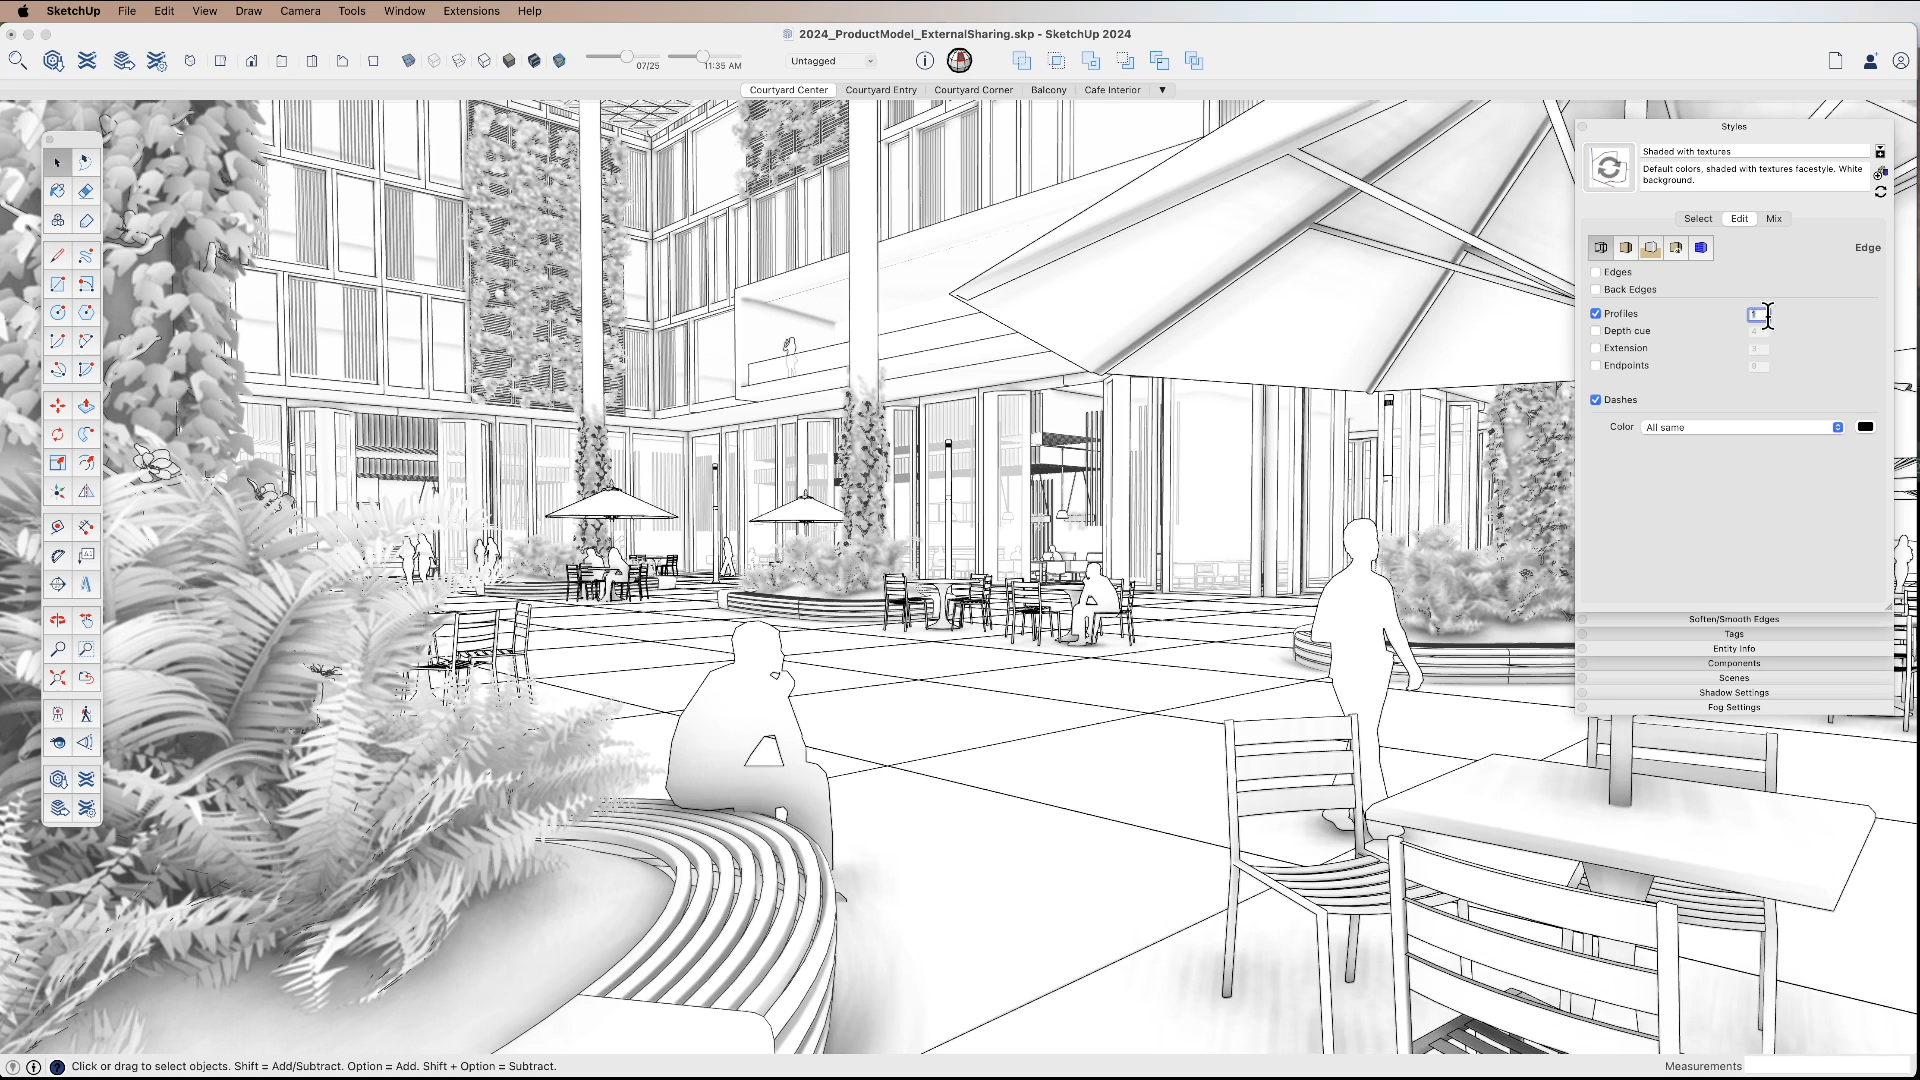 SketchUp File Edit View Draw Camera Tools Window Extensions Help
2024_ProductModel_ExternalSharing.skp - SketchUp 2024
07/25
11:35 AM
Untagged
Courtyard Center Courtyard Entry Courtyard Corner Balcony Cafe Interior
Styles
Shaded with textures
Default colors, shaded with textures facestyle. White
background.
Select Edit Mix
Edge
Edges
Back Edges
Profiles
Depth cue 4
Extension 3
Endpoints 9
Dashes
Color All same
Soften/Smooth Edges
Tags
Entity Info
Components
Scenes
Shadow Settings
Fog Settings
Click or drag to select objects. Shift = Add/Subtract. Option = Add. Shift + Option = Subtract.
Measurements